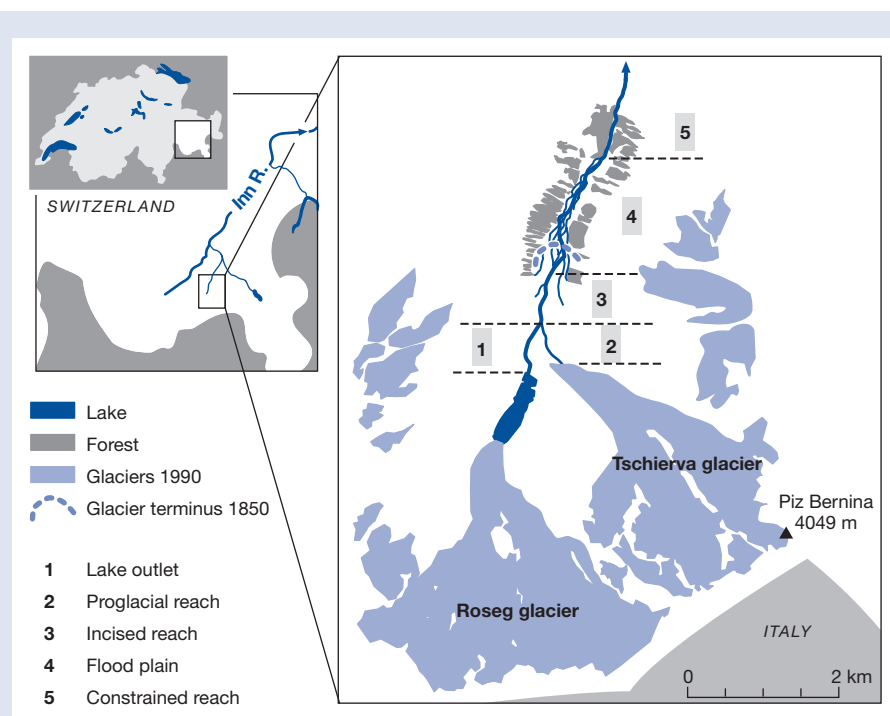 SWITZERLAND
Inn R.
Lake
Forest
Glaciers 1990
Glacier terminus 1850
1 Lake outlet
2 Proglacial reach
3 Incised reach
4 Flood plain
5 Constrained reach
5
4
3
2
1
Tschierva glacier
Piz Bernina
4049 m
Roseg glacier
ITALY
0 2 km